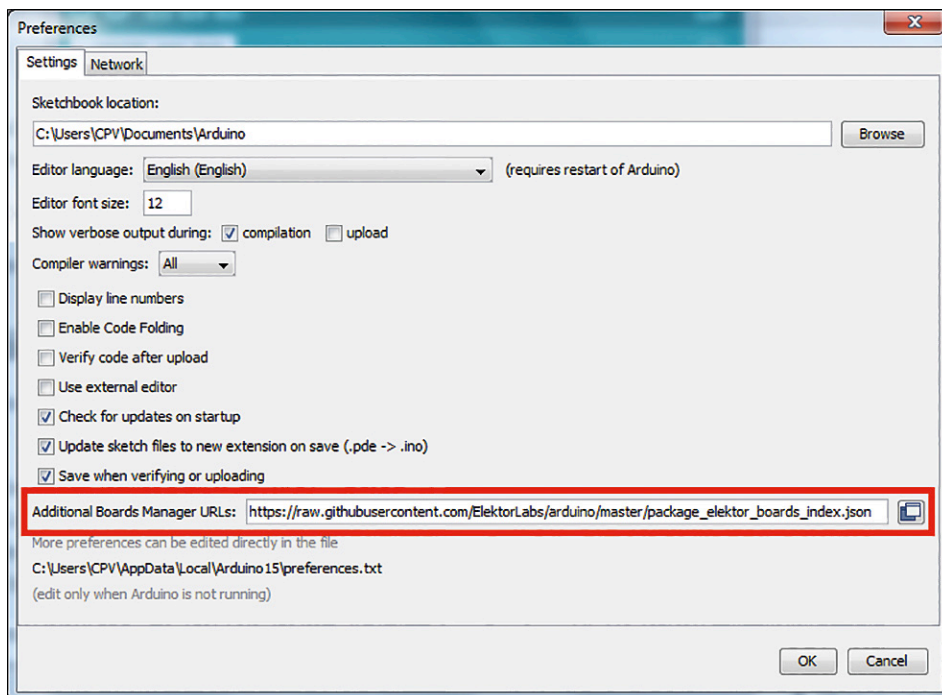 Preferences
Settings Network
Sketchbook location:
C:\Users\CPV\Documents\Arduino Browse
Editor language: English (English) (requires restart of Arduino)
Editor font size: 12
Show verbose output during: compilation upload
Compiler warnings: All
Display line numbers
Enable Code Folding
Verify code after upload
Use external editor
Check for updates on startup
Update sketch files to new extension on save (.pde -> .ino)
Save when verifying or uploading
Additional Boards Manager URLs: https://raw.githubusercontent.com/ElektorLabs/arduino/master/package_elektor_boards_index.json
More preferences can be edited directly in the file
C:\Users\CPV\AppData\Local\Arduino15\preferences.txt
(edit only when Arduino is not running)
OK Cancel